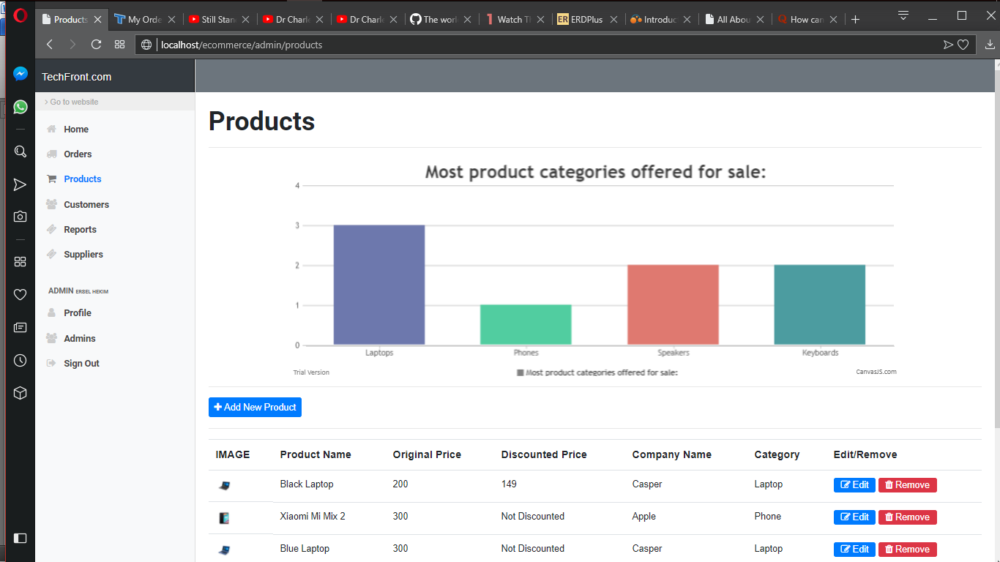 Products
My Orde
Still Stan
Dr Charle
Dr Charle
The worl
Watch Th
ER ERDPlus
Introduc
All Abou
How can
localhost/ecommerce/admin/products
TechFront.com
> Go to website
Home
Orders
Products
Customers
Reports
Suppliers
ADMIN ERSEL HEKIM
Profile
Admins
Sign Out
Products
Most product categories offered for sale:
4
3
2
1
0
Laptops Phones Speakers Keyboards
Trial Version
Most product categories offered for sale:
CanvasJS.com
Add New Product
IMAGE Product Name Original Price Discounted Price Company Name Category Edit/Remove
Black Laptop 200 149 Casper Laptop Edit Remove
Xiaomi Mi Mix 2 300 Not Discounted Apple Phone Edit Remove
Blue Laptop 300 Not Discounted Casper Laptop Edit Remove